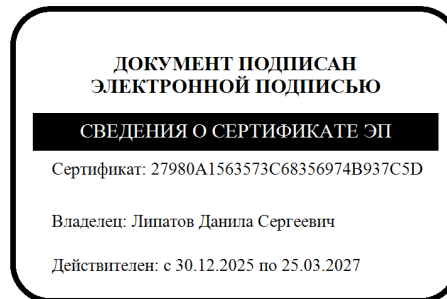 ДОКУМЕНТ ПОДПИСАН
ЭЛЕКТРОННОЙ ПОДПИСЬЮ
СВЕДЕНИЯ О СЕРТИФИКАТЕ ЭП
Сертификат: 27980A1563573C68356974B937C5D
Владелец: Липатов Данила Сергеевич
Действителен: с 30.12.2025 по 25.03.2027